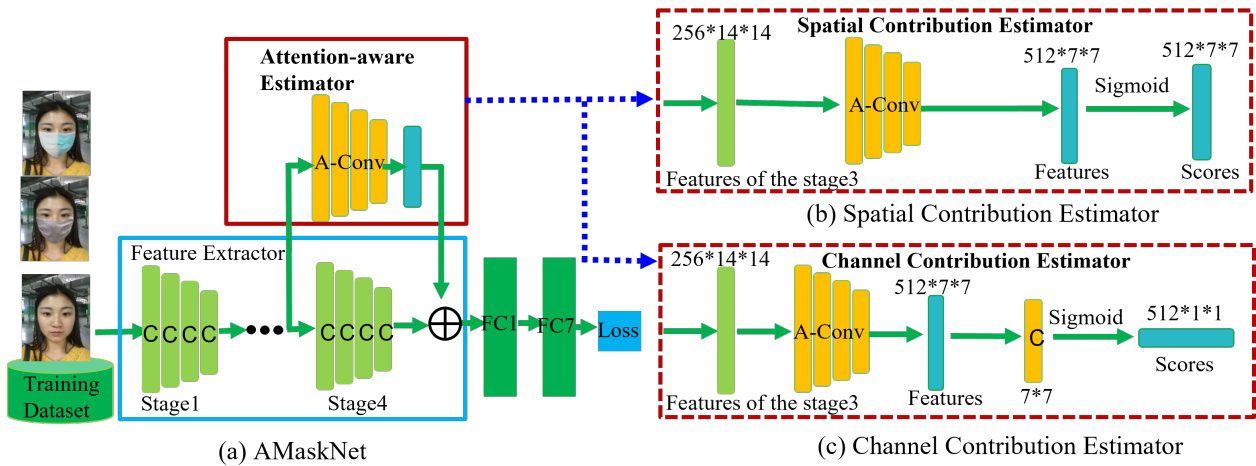 Attention-aware
Estimator
A-Conv
Feature Extractor
C C C C
Stage1
C C C C
Stage4
FC1
FC7
Loss
Training
Dataset
(a) AMaskNet
Spatial Contribution Estimator
256*14*14
A-Conv
512*7*7
Sigmoid
512*7*7
Features of the stage3
Features
Scores
(b) Spatial Contribution Estimator
Channel Contribution Estimator
256*14*14
A-Conv
512*7*7
C
Sigmoid
512*1*1
Features of the stage3
Features
7*7
Scores
(c) Channel Contribution Estimator